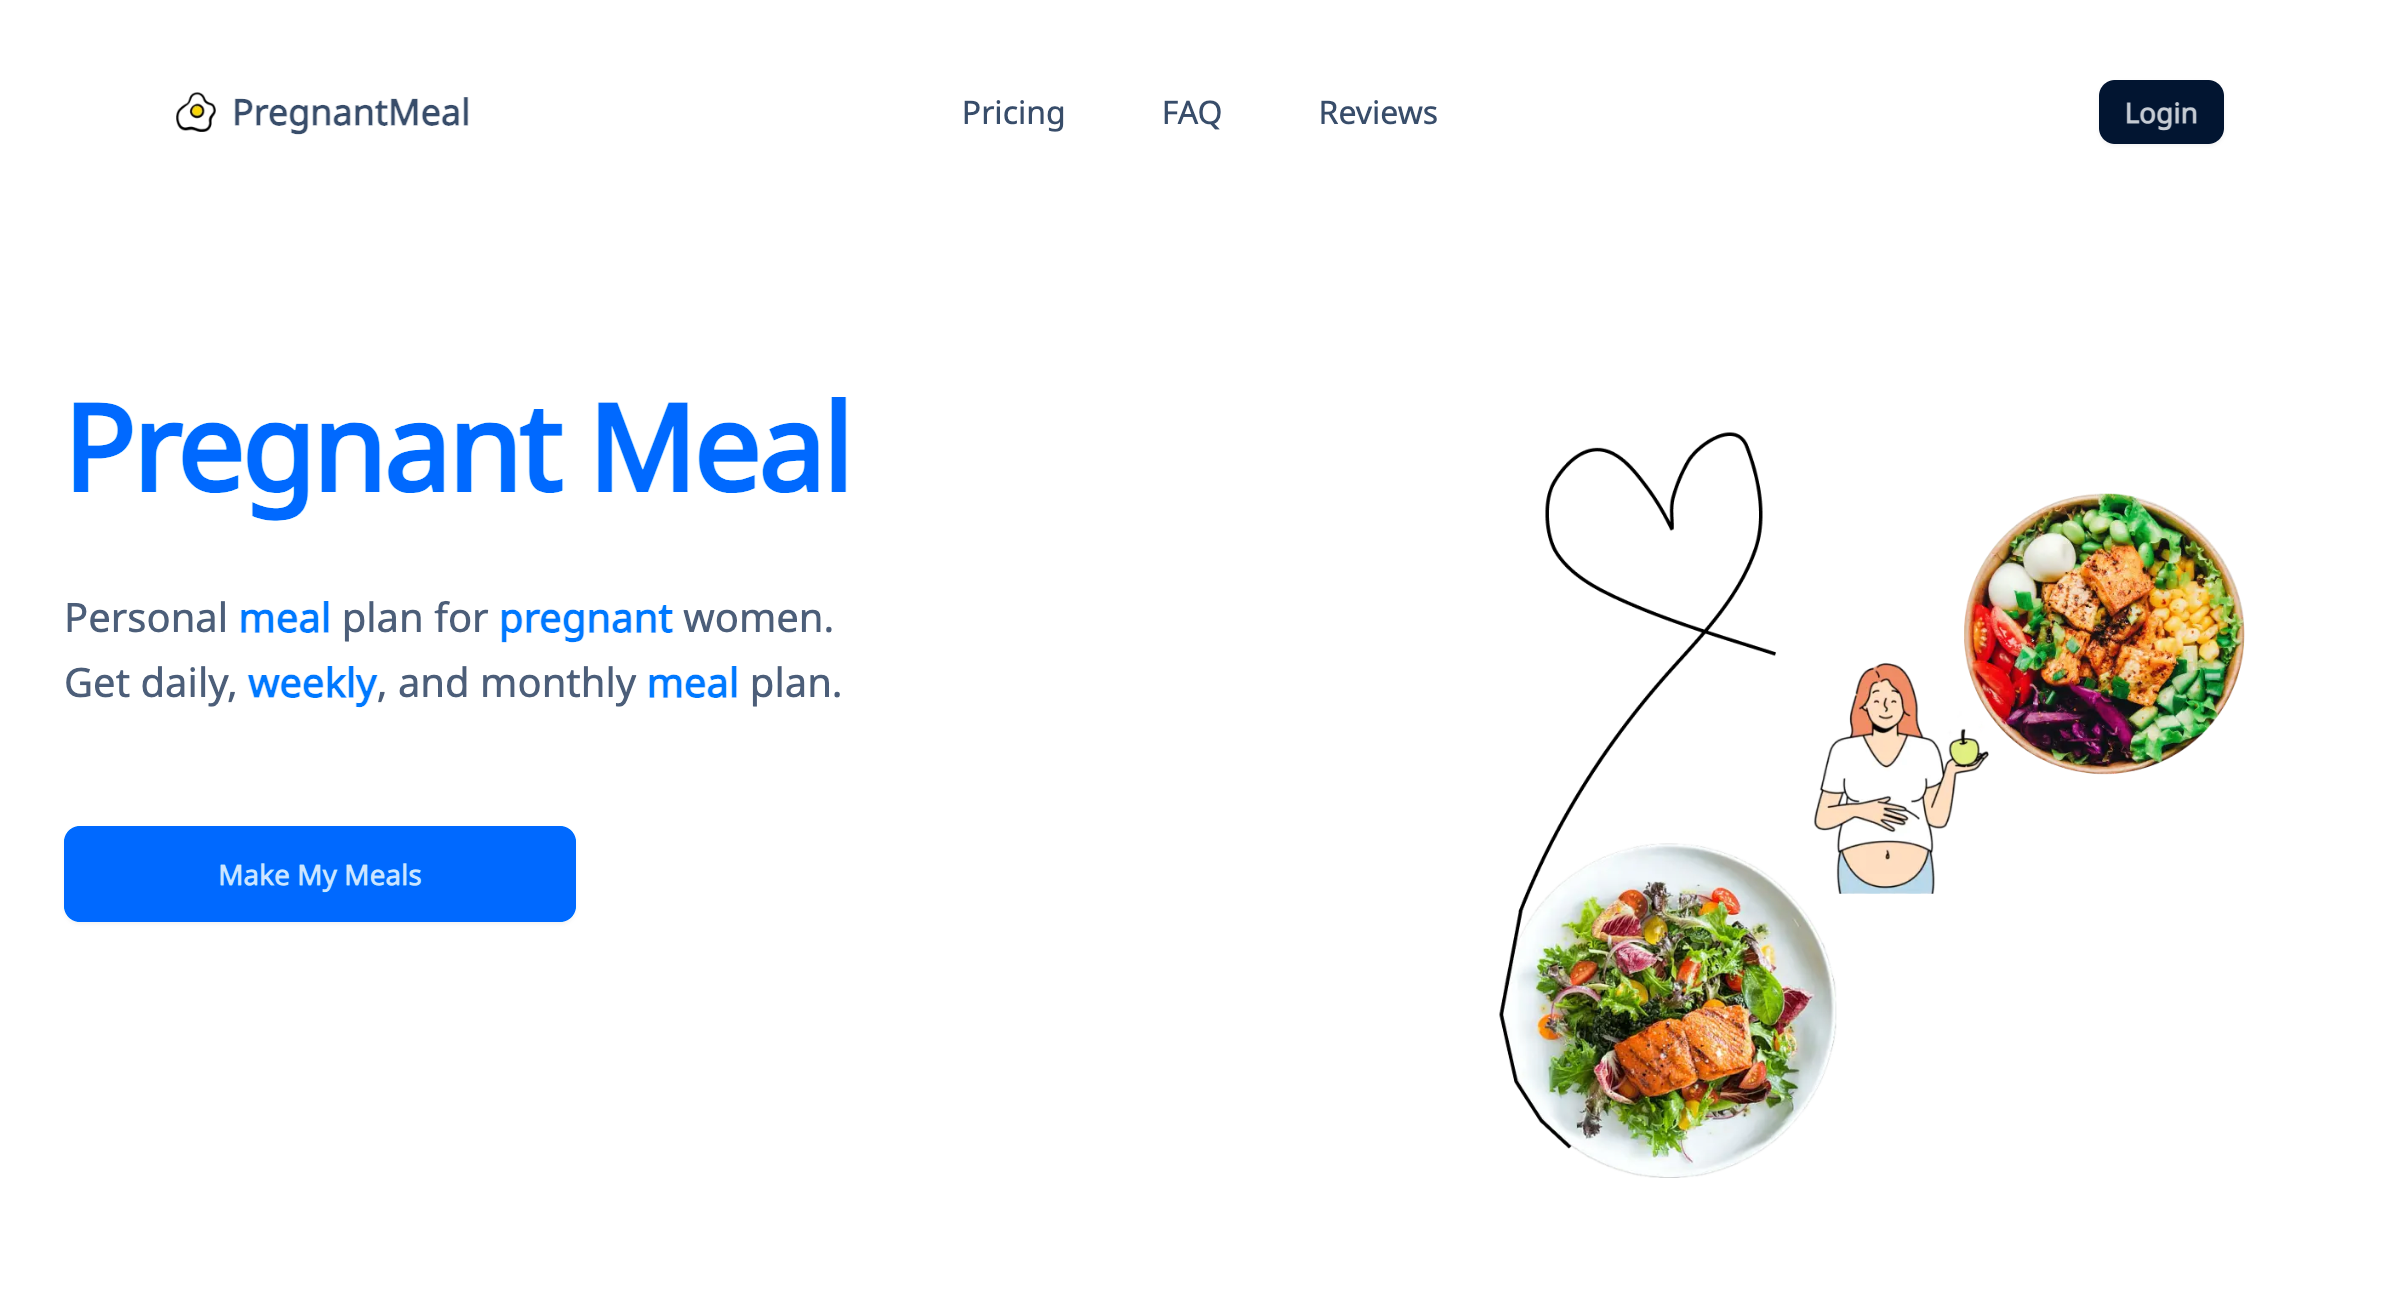 PregnantMeal
Pricing
FAQ
Reviews
Login
Pregnant Meal
Personal meal plan for pregnant women.
Get daily, weekly, and monthly meal plan.
Make My Meals